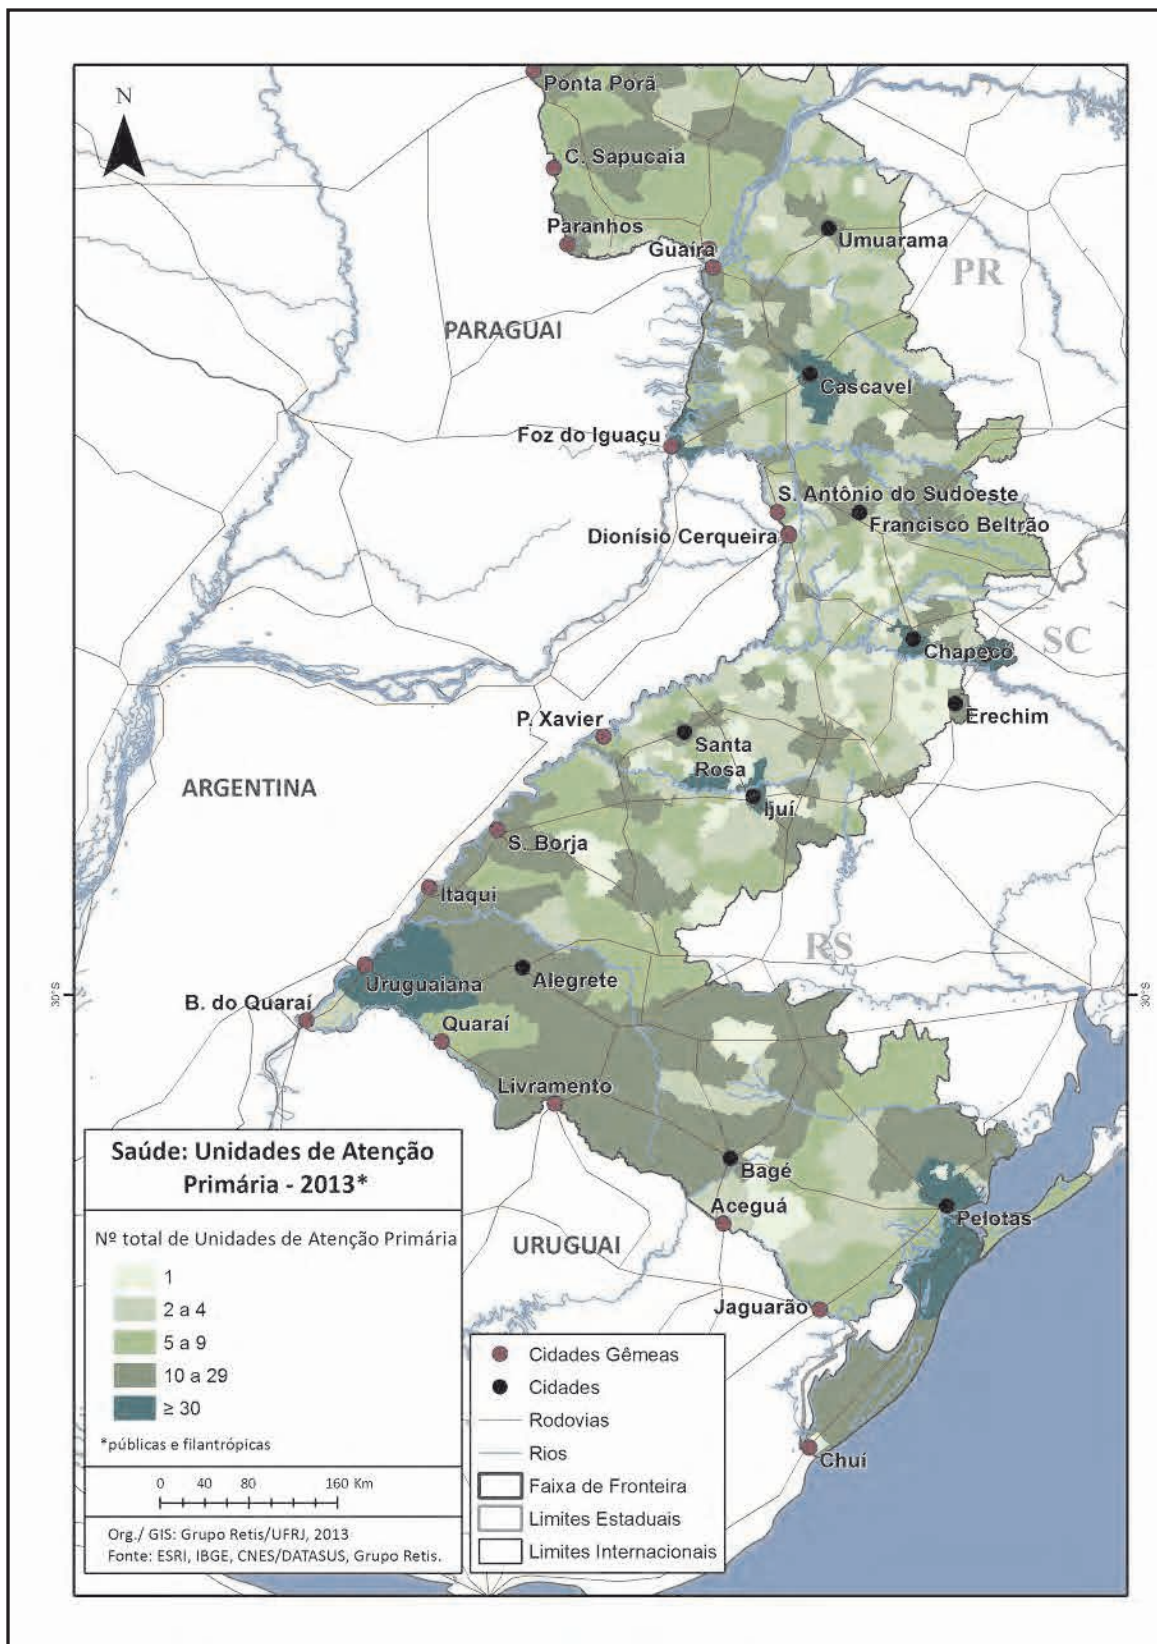 N
Ponta Porã
C. Sapucaia
Paranhos
Guaíra
Umuarama
PR
PARAGUAI
Cascavel
Foz do Iguaçu
S. Antônio do Sudoeste
Francisco Beltrão
Dionísio Cerqueira
SC
Chapecó
P. Xavier
Erechim
Santa
Rosa
ARGENTINA
Ijuí
S. Borja
Itaqui
RS
Uruguaiana
Alegrete
30°S
30°S
B. do Quaraí
Quaraí
Livramento
Bagé
Aceguá
Pelotas
URUGUAI
Jaguarão
Chuí
Saúde: Unidades de Atenção
Primária - 2013*
Nº total de Unidades de Atenção Primária
1
2 a 4
5 a 9
10 a 29
≥ 30
*públicas e filantrópicas
0 40 80 160 Km
Org./ GIS: Grupo Retis/UFRJ, 2013
Fonte: ESRI, IBGE, CNES/DATASUS, Grupo Retis.
Cidades Gêmeas
Cidades
Rodovias
Rios
Faixa de Fronteira
Limites Estaduais
Limites Internacionais